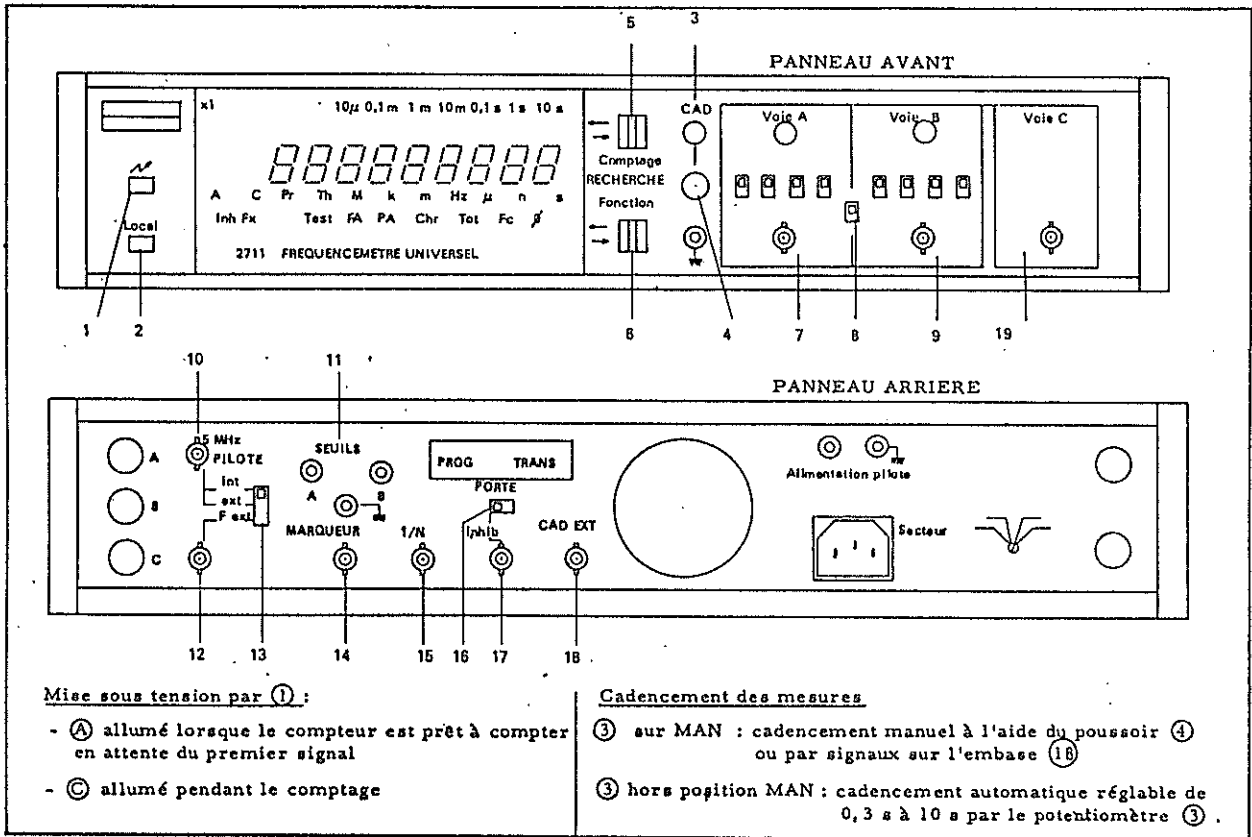 5 3
PANNEAU AVANT
x1 10µ 0,1m 1m 10m 0,1s 1s 10s
CAD
Voie A Voie B Voie C
Comptage
RECHERCHE
Fonction
A C Pr Th M k m Hz µ n s
Inh Fx Test FA PA Chr Tot Fc ∅
Local
2711 FREQUENCEMETRE UNIVERSEL
1 2 6 4 7 8 9 19
10 11
PANNEAU ARRIERE
A
B
C
5 MHz
PILOTE
Int
ext
F ext
SEUILS
A B
MARQUEUR
1/N
PROG TRANS
PORTE
Inhib
CAD EXT
Alimentation pilote
Secteur
12 13 14 15 16 17 18
Mise sous tension par ① :
- Ⓐ allumé lorsque le compteur est prêt à compter
en attente du premier signal
- Ⓒ allumé pendant le comptage
Cadencement des mesures
③ sur MAN : cadencement manuel à l'aide du poussoir ④
ou par signaux sur l'embase ⑱
③ hors position MAN : cadencement automatique réglable de
0,3 s à 10 s par le potentiomètre ③ .